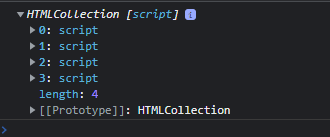 ▼HTMLCollection [script] i
▶ 0: script
▶ 1: script
▶ 2: script
▶ 3: script
length: 4
▶ [[Prototype]]: HTMLCollection
>